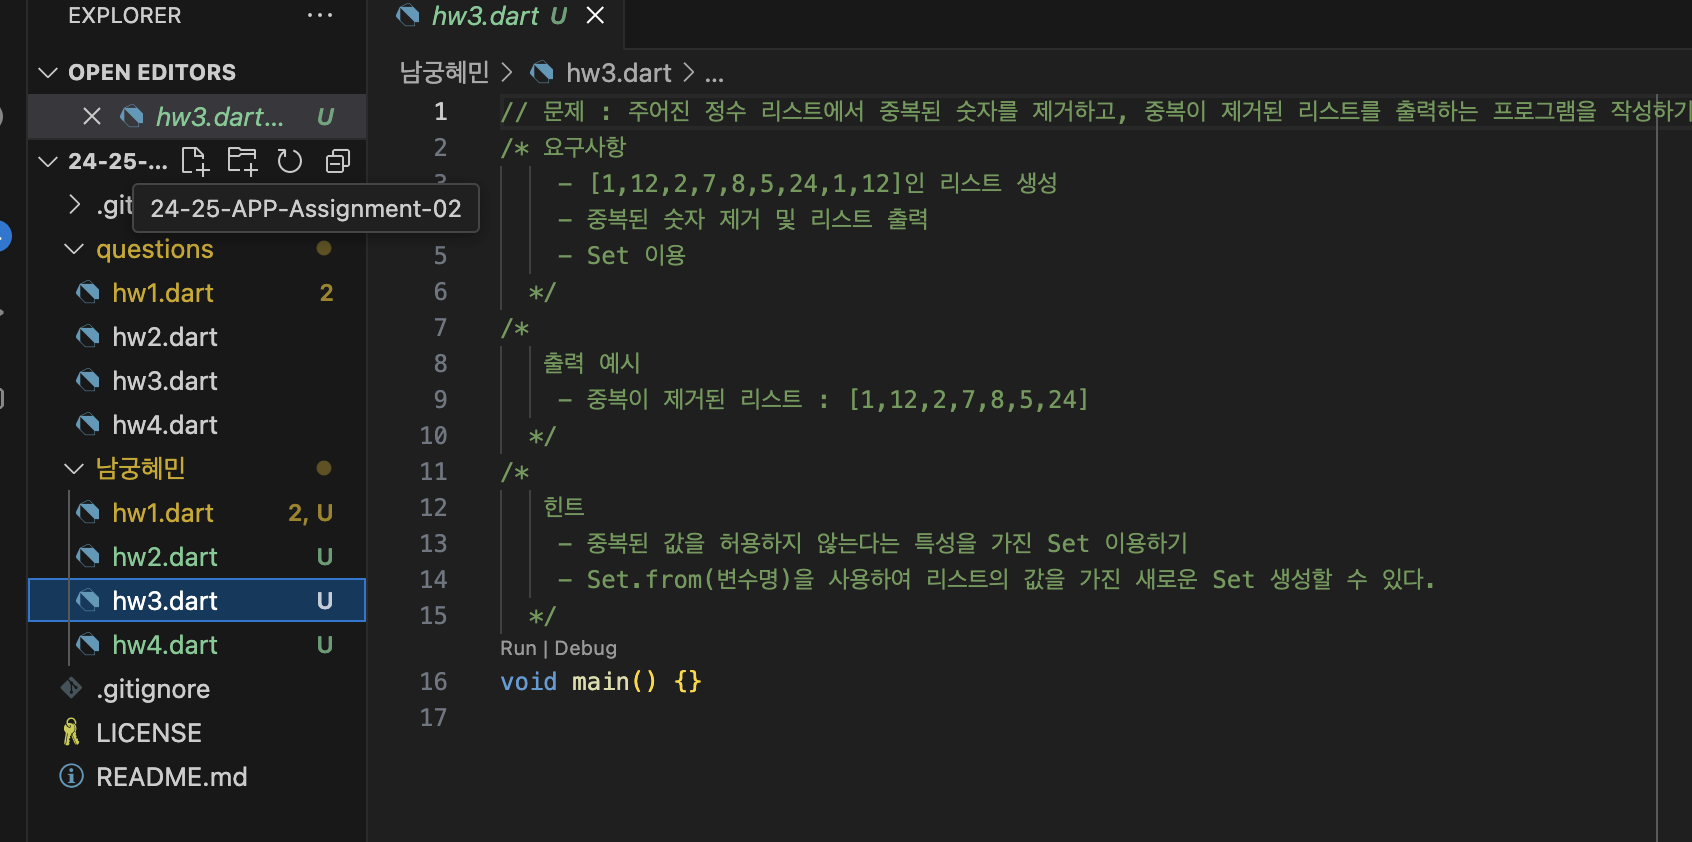 EXPLORER
OPEN EDITORS
hw3.dart... U
24-25-...
.git
24-25-APP-Assignment-02
questions
hw1.dart 2
hw2.dart
hw3.dart
hw4.dart
남궁혜민
hw1.dart 2, U
hw2.dart U
hw3.dart U
hw4.dart U
.gitignore
LICENSE
README.md
hw3.dart U
남궁혜민 > hw3.dart > ...
1 // 문제 : 주어진 정수 리스트에서 중복된 숫자를 제거하고, 중복이 제거된 리스트를 출력하는 프로그램을 작성하기
2 /* 요구사항
3 - [1,12,2,7,8,5,24,1,12]인 리스트 생성
- 중복된 숫자 제거 및 리스트 출력
5 - Set 이용
6 */
7 /*
8 출력 예시
9 - 중복이 제거된 리스트 : [1,12,2,7,8,5,24]
10 */
11 /*
12 힌트
13 - 중복된 값을 허용하지 않는다는 특성을 가진 Set 이용하기
14 - Set.from(변수명)을 사용하여 리스트의 값을 가진 새로운 Set 생성할 수 있다.
15 */
Run | Debug
16 void main() {}
17